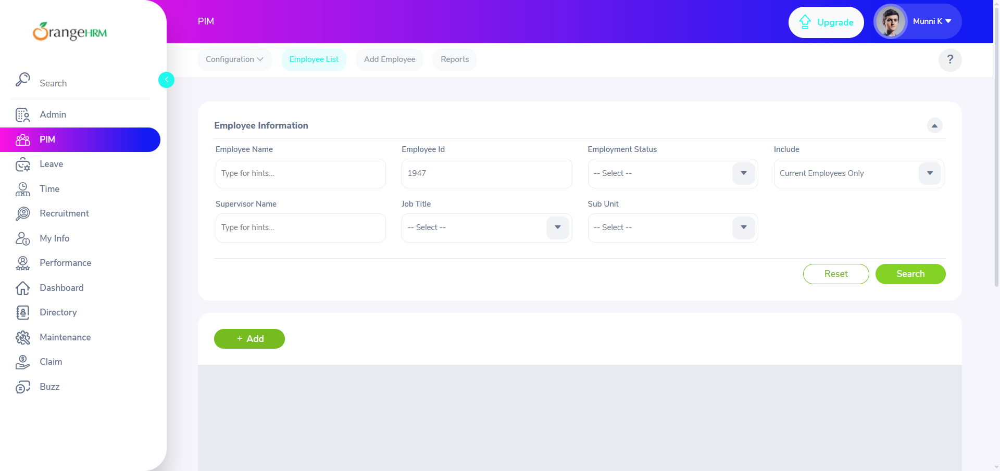 OrangeHRM
Search
Admin
PIM
Leave
Time
Recruitment
My Info
Performance
Dashboard
Directory
Maintenance
Claim
Buzz
PIM
Upgrade
Munni K
Configuration
Employee List
Add Employee
Reports
?
Employee Information
Employee Name
Employee Id
Employment Status
Include
Type for hints...
1947
-- Select --
Current Employees Only
Supervisor Name
Job Title
Sub Unit
Type for hints...
-- Select --
-- Select --
Reset
Search
+ Add